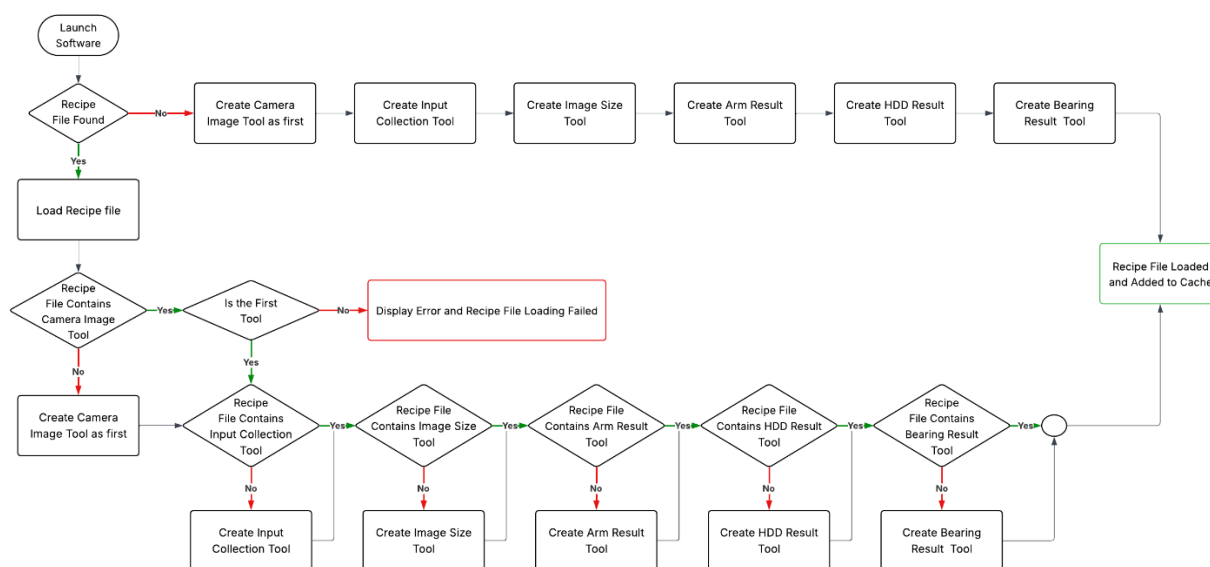 Launch
Software
Recipe
File Found
No
Create Camera
Image Tool as first
Create Input
Collection Tool
Create Image Size
Tool
Create Arm Result
Tool
Create HDD Result
Tool
Create Bearing
Result Tool
Yes
Load Recipe file
Recipe File Loaded
and Added to Cache
Recipe
File Contains
Camera Image
Tool
Yes
Is the First
Tool
No
Display Error and Recipe File Loading Failed
No
Yes
Create Camera
Image Tool as first
Recipe
File Contains
Input Collection
Tool
Yes
Recipe File
Contains Image Size
Tool
Yes
Recipe File
Contains Arm Result
Tool
Yes
Recipe File
Contains HDD Result
Tool
Yes
Recipe
File Contains
Bearing Result
Tool
Yes
No
No
No
No
No
Create Input
Collection Tool
Create Image Size
Tool
Create Arm Result
Tool
Create HDD Result
Tool
Create Bearing
Result Tool